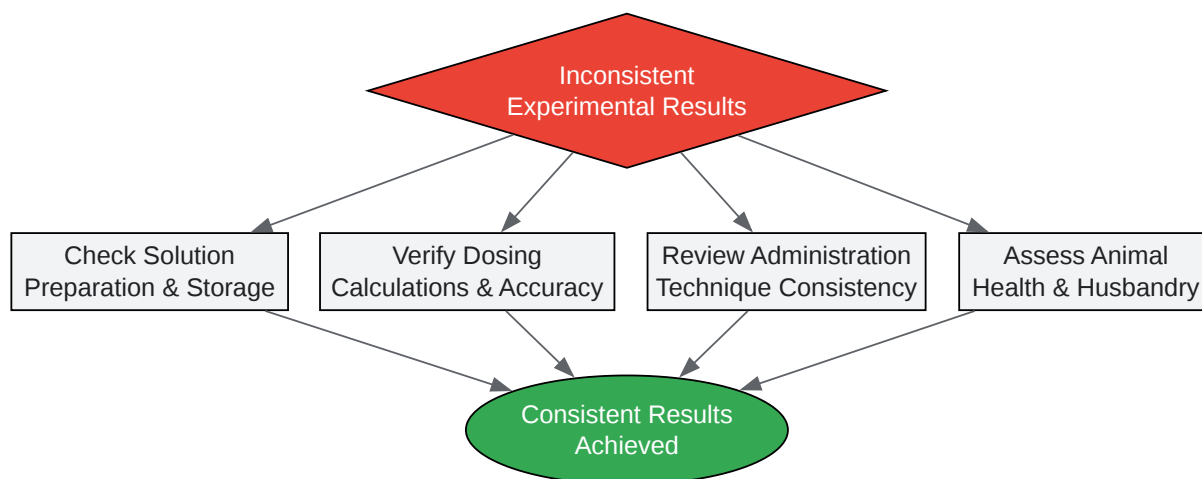 Inconsistent
Experimental Results
Check Solution
Preparation & Storage
Verify Dosing
Calculations & Accuracy
Review Administration
Technique Consistency
Assess Animal
Health & Husbandry
Consistent Results
Achieved